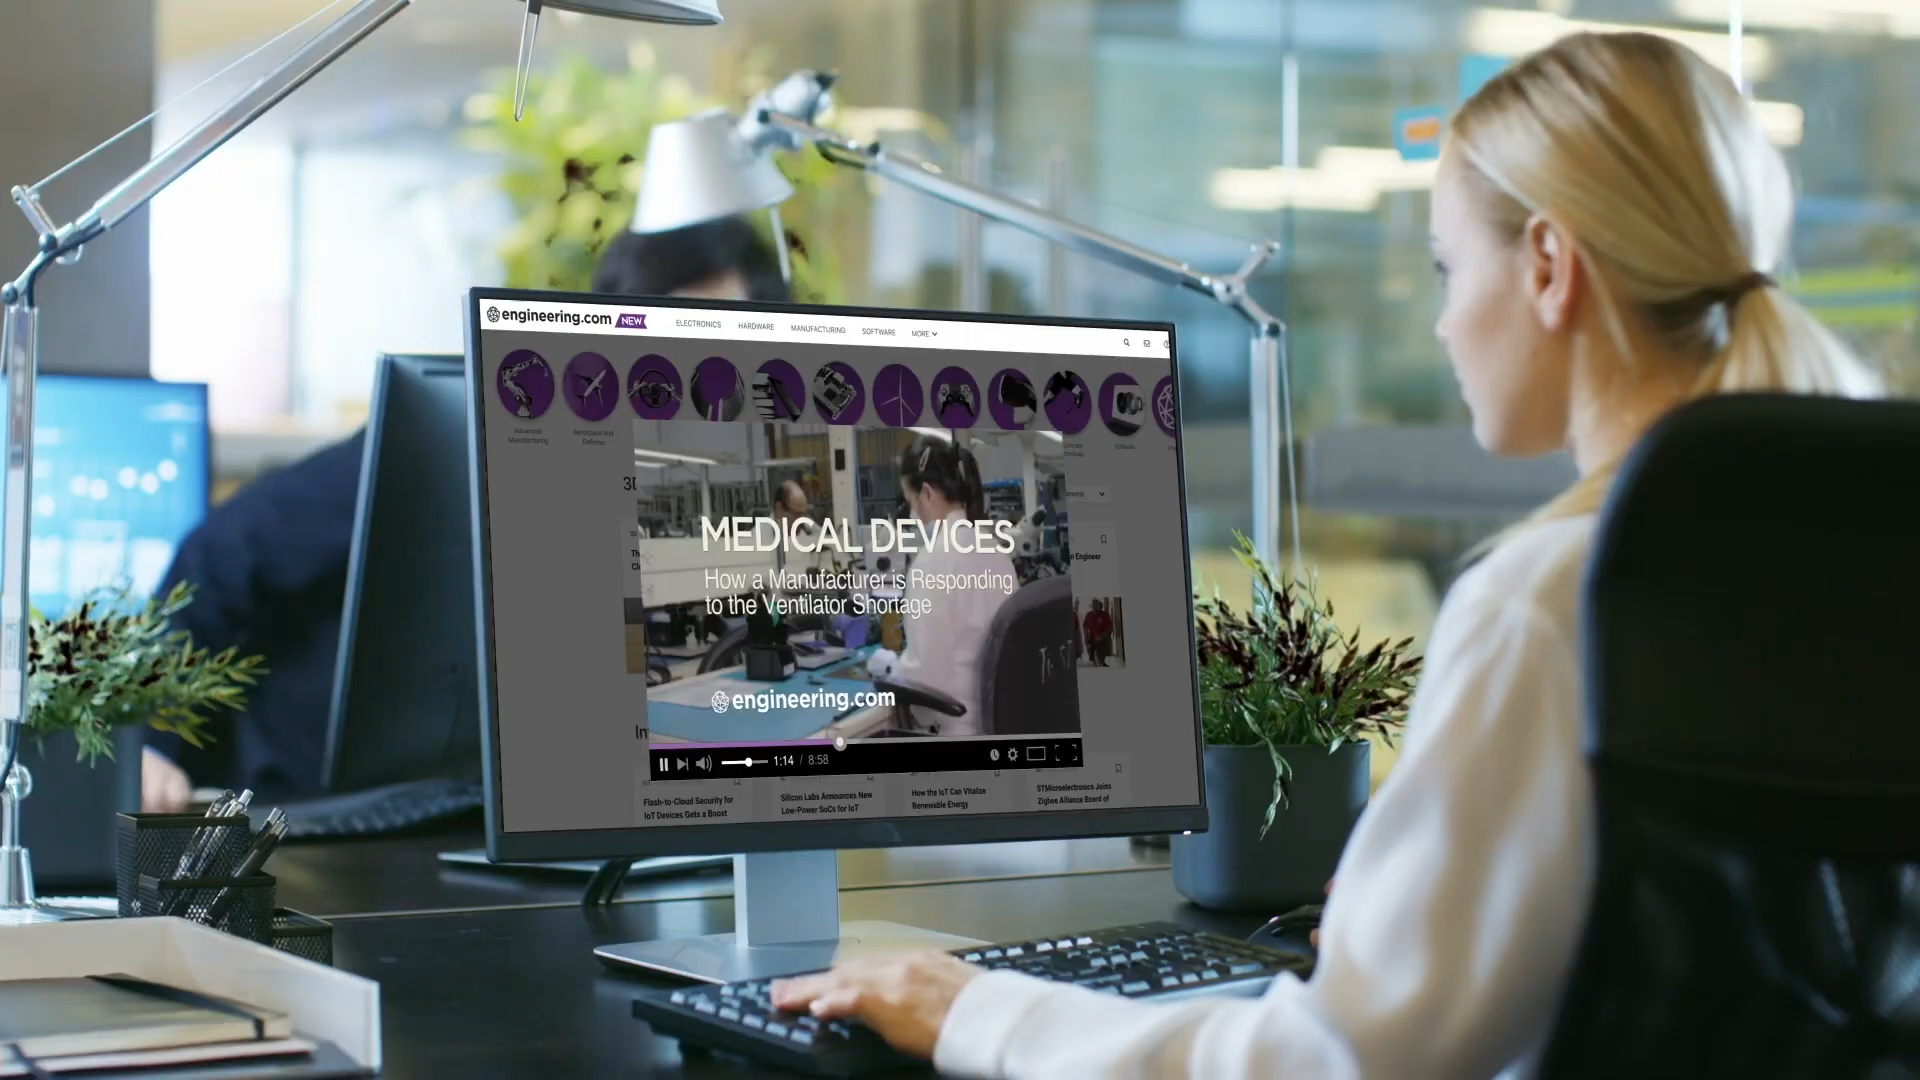 engineering.com NEW
ELECTRONICS HARDWARE MANUFACTURING SOFTWARE MORE
Advanced
Manufacturing
Aerospace and
Defense
3D
MEDICAL DEVICES
How a Manufacturer is Responding
to the Ventilator Shortage
engineering.com
1:14 / 8:58
Engineer
Flash-to-Cloud Security for
IoT Devices Gets a Boost
Silicon Labs Announces New
Low-Power SoCs for IoT
How the IoT Can Vitalize
Renewable Energy
STMicroelectronics Joins
Zigbee Alliance Board of